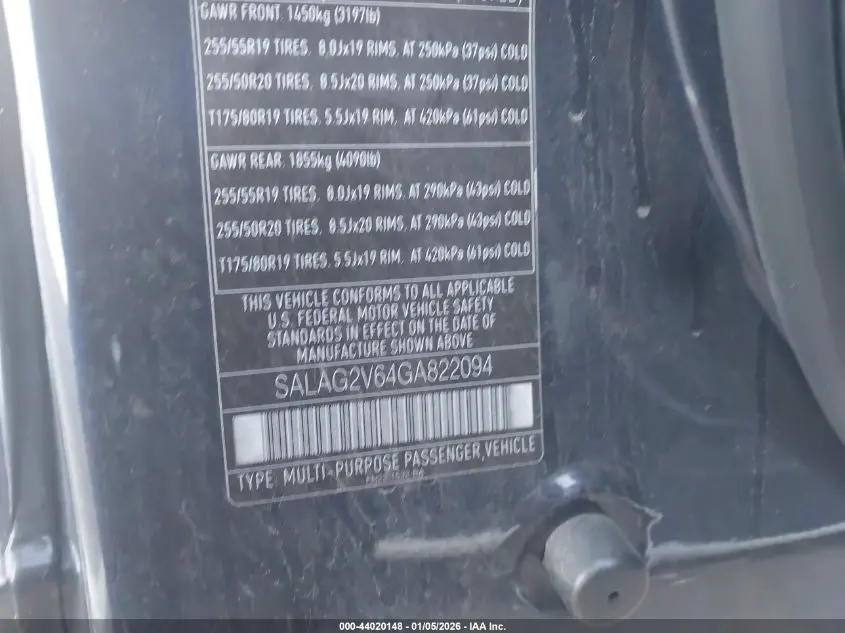 GAWR FRONT. 1450kg (3197lb)
255/55R19 TIRES. 8.0Jx19 RIMS. AT 250kPa (37psi) COLD
255/50R20 TIRES. 8.5Jx20 RIMS. AT 250kPa (37psi) COLD
T175/80R19 TIRES. 5.5Jx19 RIM. AT 420kPa (61psi) COLD
GAWR REAR. 1855kg (4090lb)
255/55R19 TIRES. 8.0Jx19 RIMS. AT 290kPa (43psi) COLD
255/50R20 TIRES. 8.5Jx20 RIMS. AT 290kPa (43psi) COLD
T175/80R19 TIRES. 5.5Jx19 RIM. AT 420kPa (61psi) COLD
THIS VEHICLE CONFORMS TO ALL APPLICABLE
U.S. FEDERAL MOTOR VEHICLE SAFETY
STANDARDS IN EFFECT ON THE DATE OF
MANUFACTURE SHOWN ABOVE
SALAG2V64GA822094
TYPE: MULTI-PURPOSE PASSENGER,VEHICLE
000-44020148 - 01/05/2026 - IAA Inc.